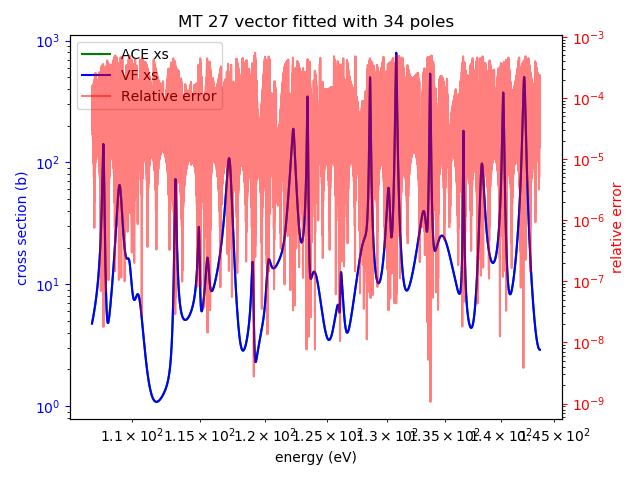 MT 27 vector fitted with 34 poles
ACE xs
VF xs
Relative error
cross section (b)
10³
10²
10¹
10⁰
relative error
10⁻³
10⁻⁴
10⁻⁵
10⁻⁶
10⁻⁷
10⁻⁸
10⁻⁹
1.1 × 10² 1.15 × 10² 1.2 × 10² 1.25 × 10² 1.3 × 10² 1.35 × 10² 1.4 × 10² 1.45 × 10²
energy (eV)